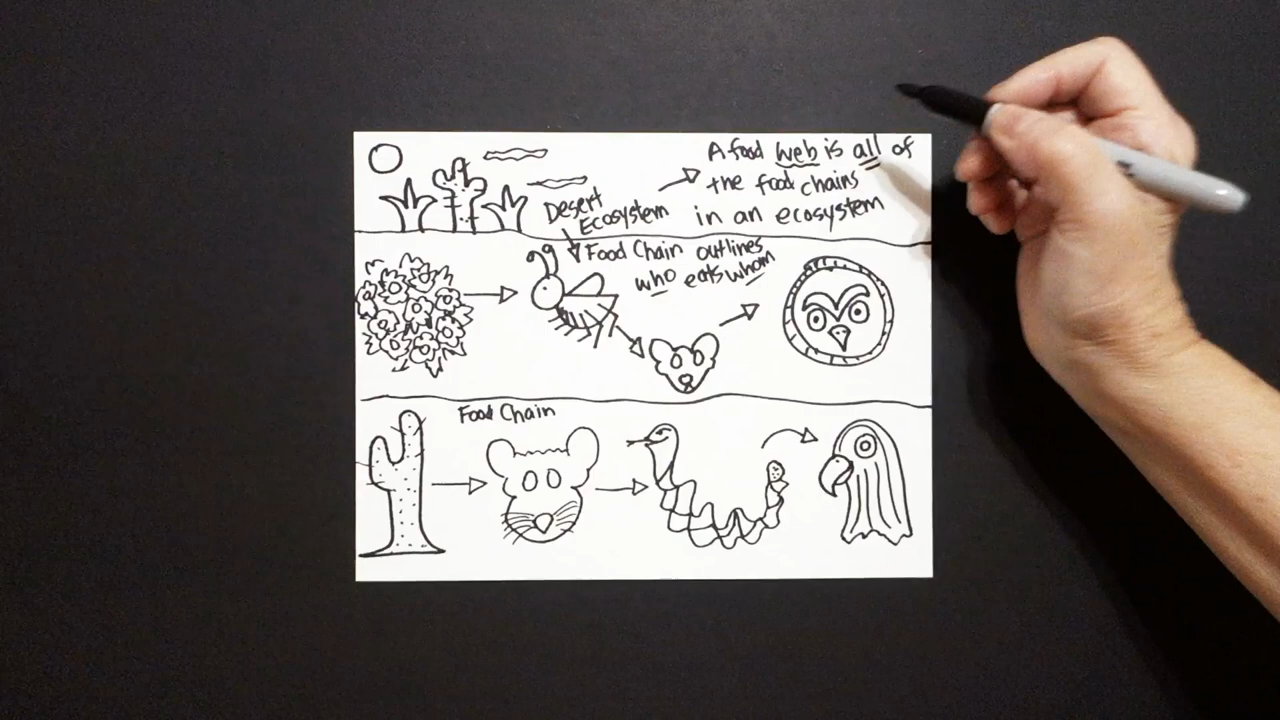 A food web is all of
the food chains
in an ecosystem
Desert
Ecosystem
Food Chain outlines
who eats whom
Food Chain